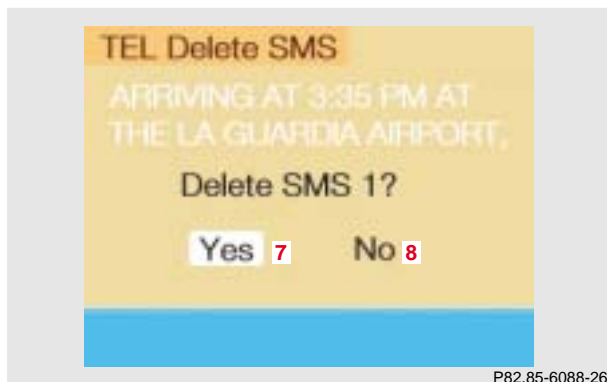 TEL Delete SMS
ARRIVING AT 3:35 PM AT
THE LA GUARDIA AIRPORT,
Delete SMS 1?
Yes 7 No 8
P82.85-6088-26